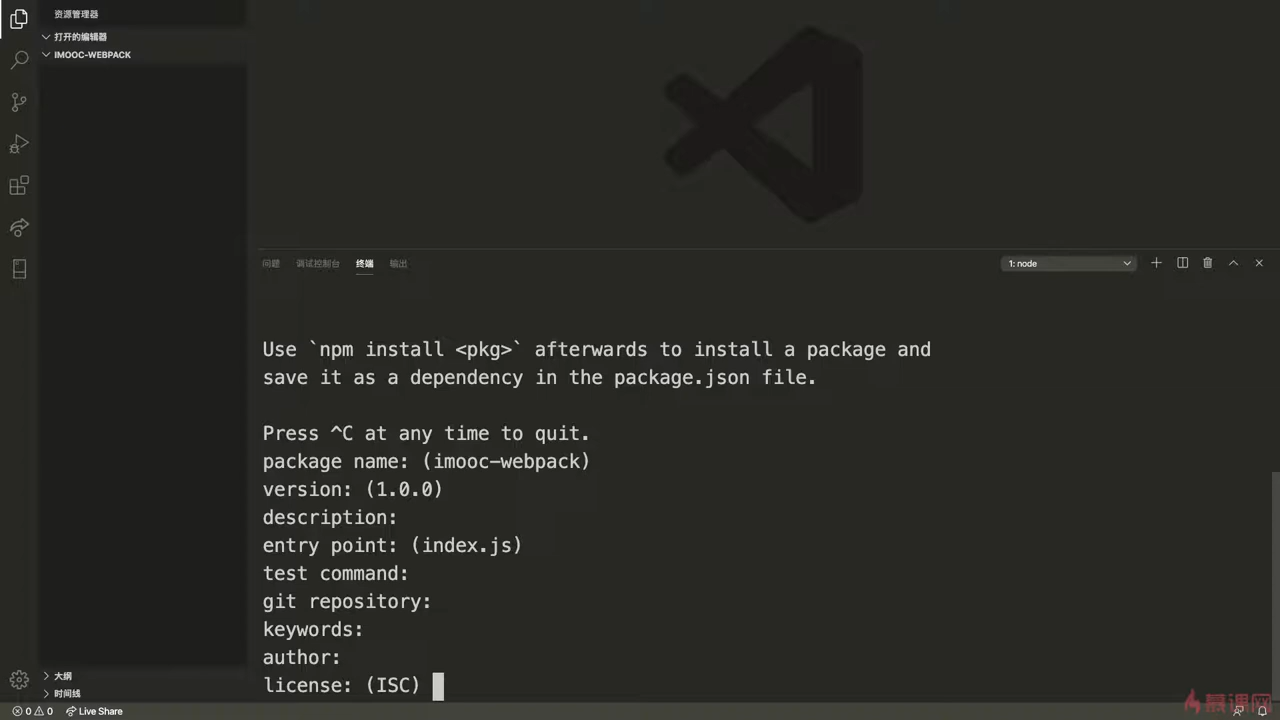 资源管理器
打开的编辑器
IMOOC-WEBPACK
问题 调试控制台 终端 输出
1: node
Use `npm install <pkg>` afterwards to install a package and
save it as a dependency in the package.json file.
Press ^C at any time to quit.
package name: (imooc-webpack)
version: (1.0.0)
description:
entry point: (index.js)
test command:
git repository:
keywords:
author:
license: (ISC)
大纲
时间线
0 0 Live Share
慕课网